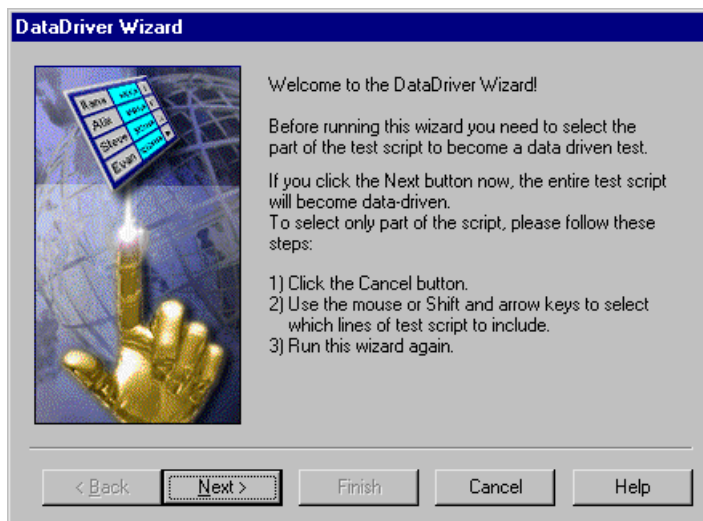 DataDriver Wizard
Rana
Alix
Steve
Evan
Welcome to the DataDriver Wizard!
Before running this wizard you need to select the
part of the test script to become a data driven test.
If you click the Next button now, the entire test script
will become data-driven.
To select only part of the script, please follow these
steps:
1) Click the Cancel button.
2) Use the mouse or Shift and arrow keys to select
which lines of test script to include.
3) Run this wizard again.
< Back
Next >
Finish
Cancel
Help